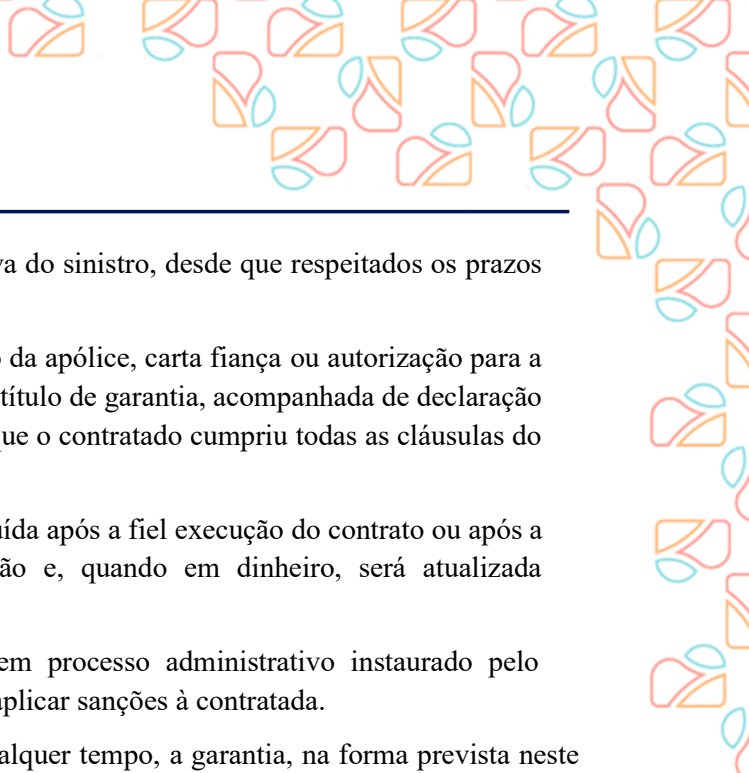 va do sinistro, desde que respeitados os prazos
da apólice, carta fiança ou autorização para a
título de garantia, acompanhada de declaração
que o contratado cumpriu todas as cláusulas do
uída após a fiel execução do contrato ou após a
ão e, quando em dinheiro, será atualizada
em processo administrativo instaurado pelo
aplicar sanções à contratada.
alquer tempo, a garantia, na forma prevista neste